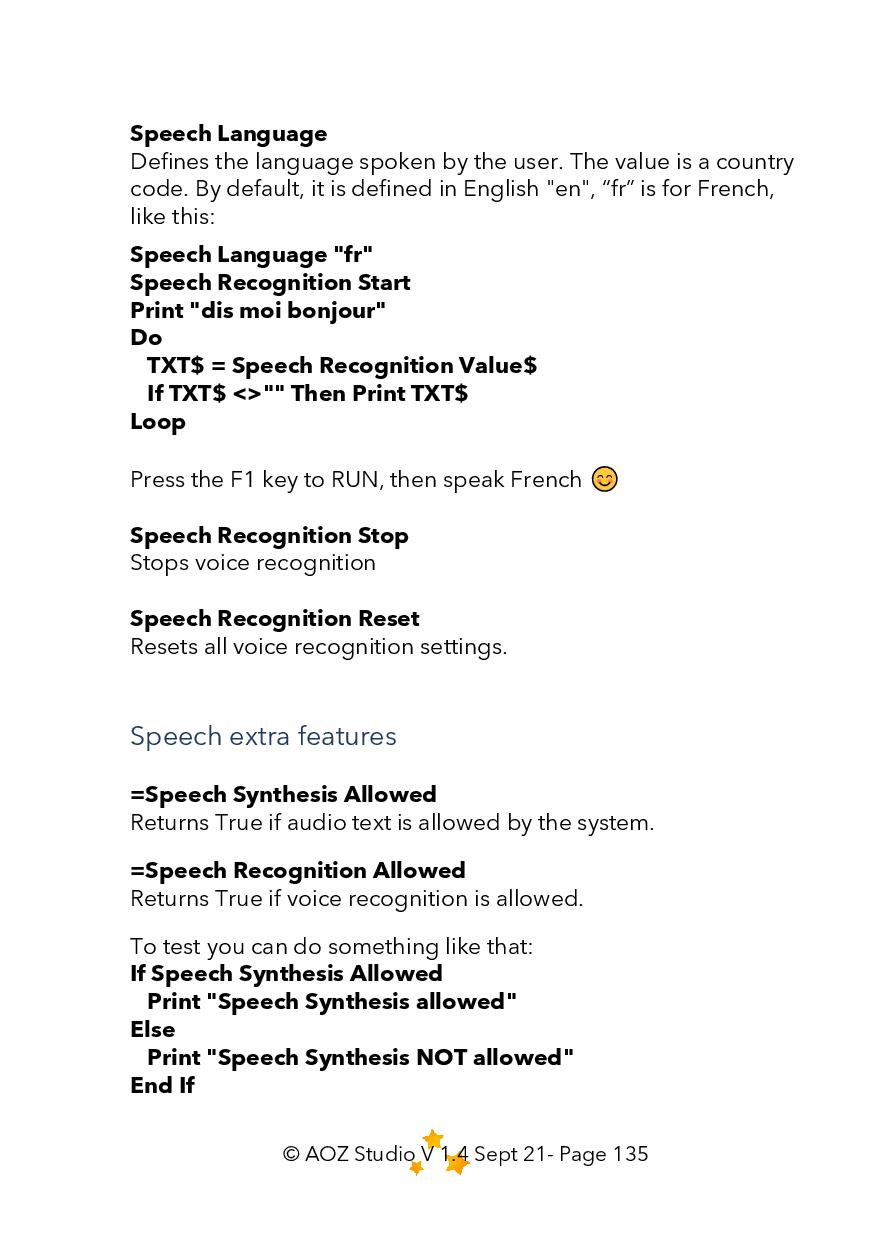 Speech Language
Defines the language spoken by the user. The value is a country
code. By default, it is defined in English "en", “fr” is for French,
like this:
Speech Language "fr"
Speech Recognition Start
Print "dis moi bonjour"
Do
TXT$ = Speech Recognition Value$
If TXT$ <>"" Then Print TXT$
Loop
Press the F1 key to RUN, then speak French 😊
Speech Recognition Stop
Stops voice recognition
Speech Recognition Reset
Resets all voice recognition settings.
Speech extra features
=Speech Synthesis Allowed
Returns True if audio text is allowed by the system.
=Speech Recognition Allowed
Returns True if voice recognition is allowed.
To test you can do something like that:
If Speech Synthesis Allowed
Print "Speech Synthesis allowed"
Else
Print "Speech Synthesis NOT allowed"
End If
© AOZ Studio V 1.4 Sept 21- Page 135